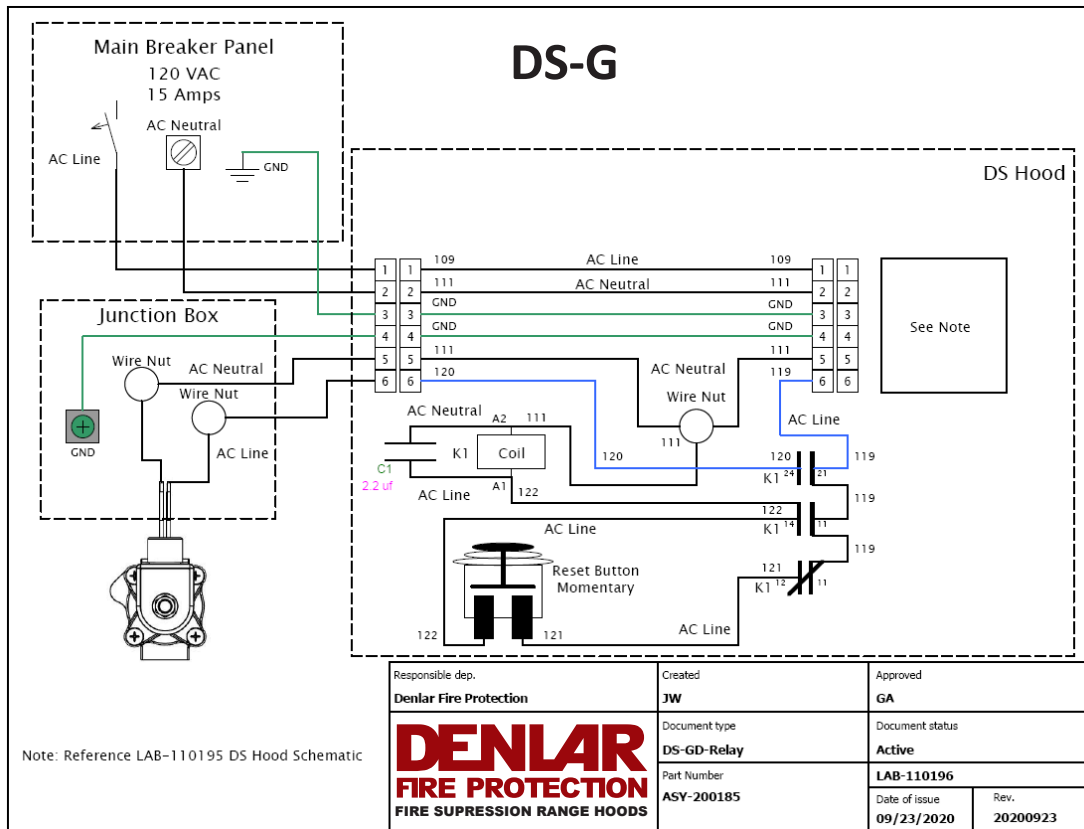 DS-G
Main Breaker Panel
120 VAC
15 Amps
AC Neutral
AC Line
GND
DS Hood
109
AC Line
109
1 1
1 1
111
AC Neutral
111
2 2
2 2
GND
GND
3 3
3 3
GND
GND
4 4
4 4
111
111
5 5
5 5
120
119
6 6
6 6
See Note
Junction Box
Wire Nut
AC Neutral
Wire Nut
AC Line
GND
AC Neutral
Wire Nut
111
AC Line
AC Neutral
A2
111
K1
Coil
C1
2.2 uf
A1
122
AC Line
120
120
119
K1
24
21
119
122
K1
14
11
AC Line
119
121
K1
12
11
Reset Button
Momentary
122
121
AC Line
Note: Reference LAB-110195 DS Hood Schematic
Responsible dep.
Denlar Fire Protection
Created
JW
Approved
GA
DENLAR
FIRE PROTECTION
FIRE SUPRESSION RANGE HOODS
Document type
DS-GD-Relay
Document status
Active
Part Number
ASY-200185
LAB-110196
Date of issue
09/23/2020
Rev.
20200923